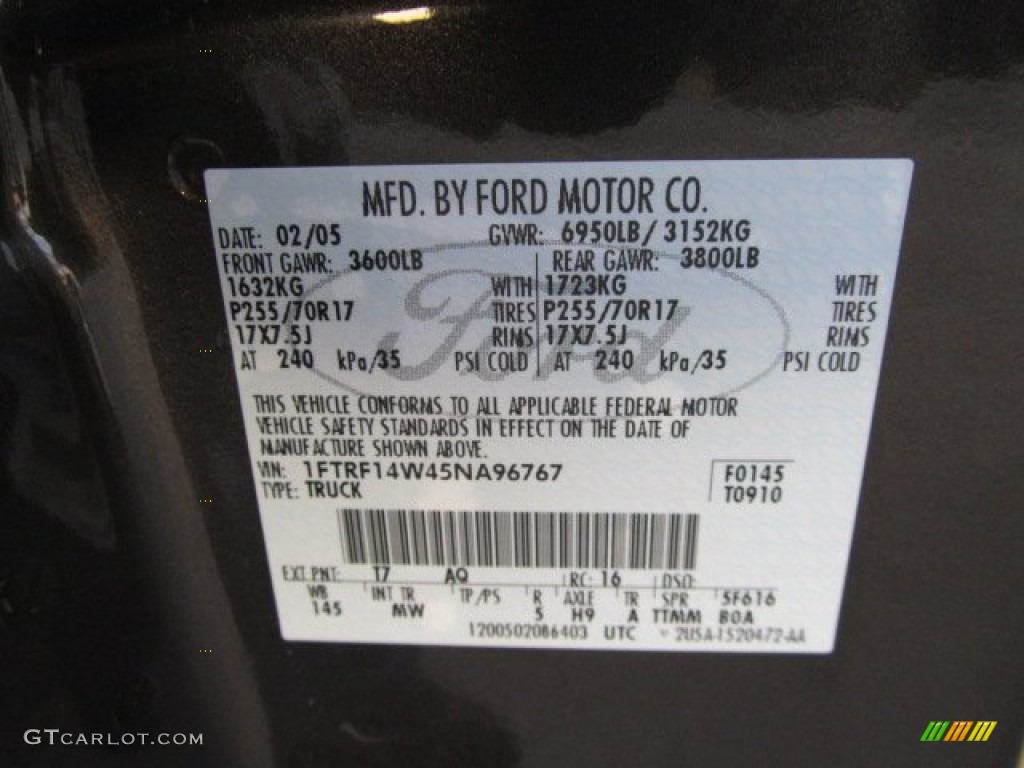 MFD. BY FORD MOTOR CO.
DATE: 02/05 GVWR: 6950LB/ 3152KG
FRONT GAWR: 3600LB REAR GAWR: 3800LB
1632KG WITH 1723KG WITH
P255/70R17 TIRES P255/70R17 TIRES
17X7.5J RIMS 17X7.5J RIMS
AT 240 kPa/35 PSI COLD AT 240 kPa/35 PSI COLD
Ford
THIS VEHICLE CONFORMS TO ALL APPLICABLE FEDERAL MOTOR
VEHICLE SAFETY STANDARDS IN EFFECT ON THE DATE OF
MANUFACTURE SHOWN ABOVE.
VIN: 1FTRF14W45NA96767 F0145
TYPE: TRUCK T0910
EXT PNT: T7 AQ RC: 16 DSO:
WB INT TR TP/PS R AXLE TR SPR 5F616
145 MW 5 H9 A TTMM BOA
1200502086403 UTC 2U5A-1520472-AA
GTCARLOT.COM